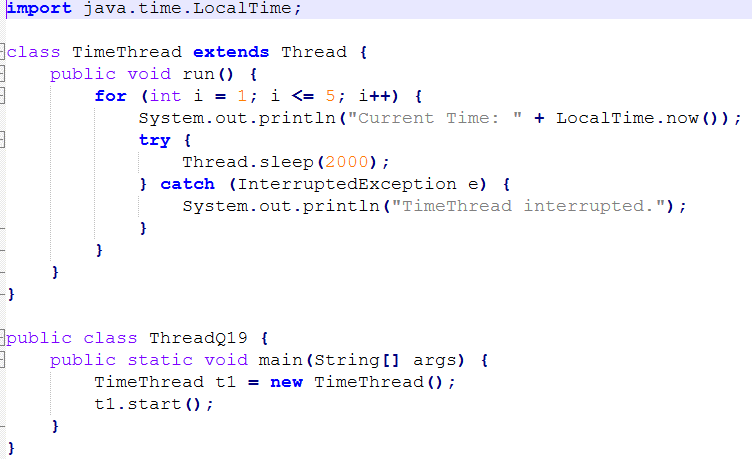 import java.time.LocalTime;
class TimeThread extends Thread {
    public void run() {
        for (int i = 1; i <= 5; i++) {
            System.out.println("Current Time: " + LocalTime.now());
            try {
                Thread.sleep(2000);
            } catch (InterruptedException e) {
                System.out.println("TimeThread interrupted.");
            }
        }
    }
}
public class ThreadQ19 {
    public static void main(String[] args) {
        TimeThread t1 = new TimeThread();
        t1.start();
    }
}